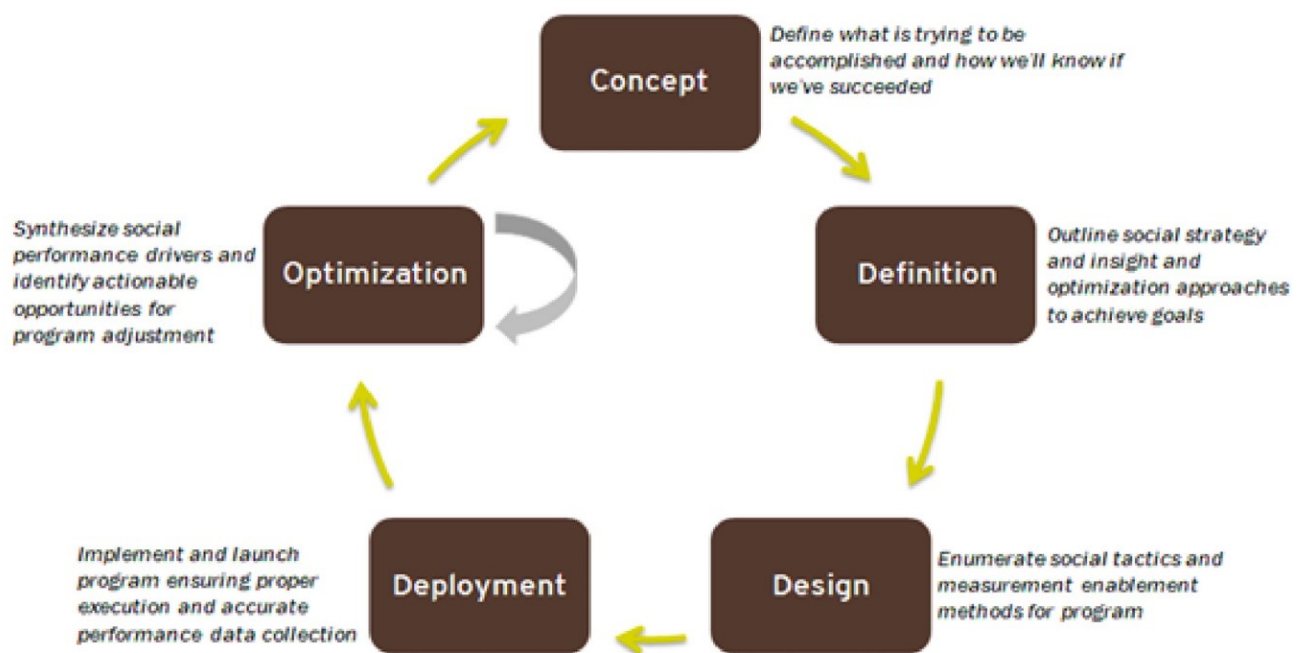 Concept
Define what is trying to be
accomplished and how we'll know if
we've succeeded
Definition
Outline social strategy
and insight and
optimization approaches
to achieve goals
Design
Enumerate social tactics and
measurement enablement
methods for program
Deployment
Implement and launch
program ensuring proper
execution and accurate
performance data collection
Optimization
Synthesize social
performance drivers and
identify actionable
opportunities for
program adjustment